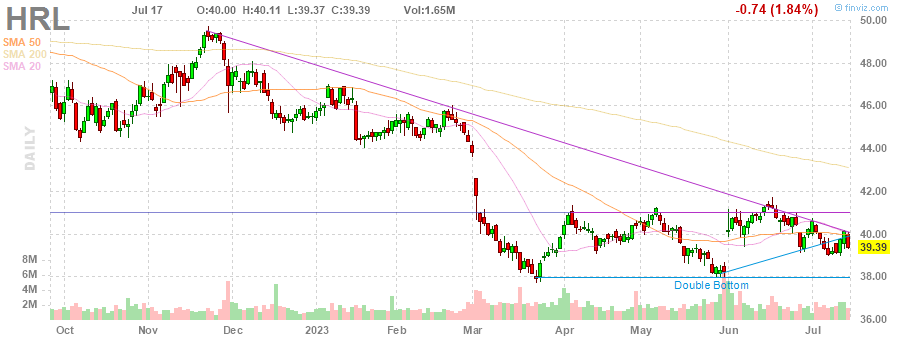 HRL
Jul 17
O:40.00 H:40.11 L:39.37 C:39.39
Vol:1.65M
-0.74 (1.84%)
© finviz.com
SMA 50
SMA 200
SMA 20
DAILY
50.00
48.00
46.00
44.00
42.00
40.00
39.39
38.00
36.00
8M
6M
4M
2M
Double Bottom
Oct
Nov
Dec
2023
Feb
Mar
Apr
May
Jun
Jul